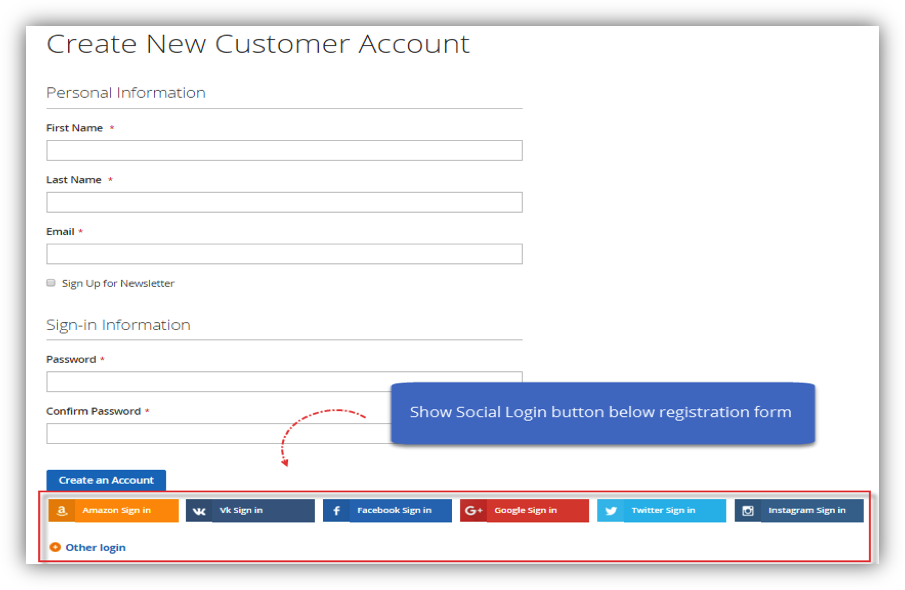 Create New Customer Account
Personal Information
First Name *
Last Name *
Email *
Sign Up for Newsletter
Sign-in Information
Password *
Show Social Login button below registration form
Confirm Password *
Create an Account
a Amazon Sign in
Vk Sign in
f Facebook Sign in
G+ Google Sign in
Twitter Sign in
Instagram Sign in
Other login